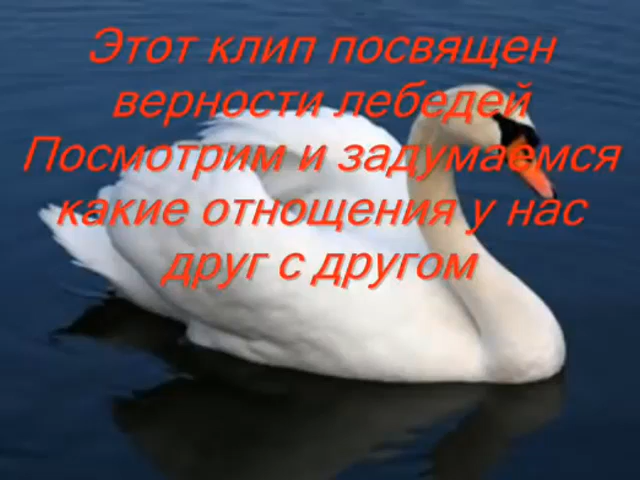 Этот клип посвящен
верности лебедей
Посмотрим и задумаемся
какие отнощения у нас
друг с другом